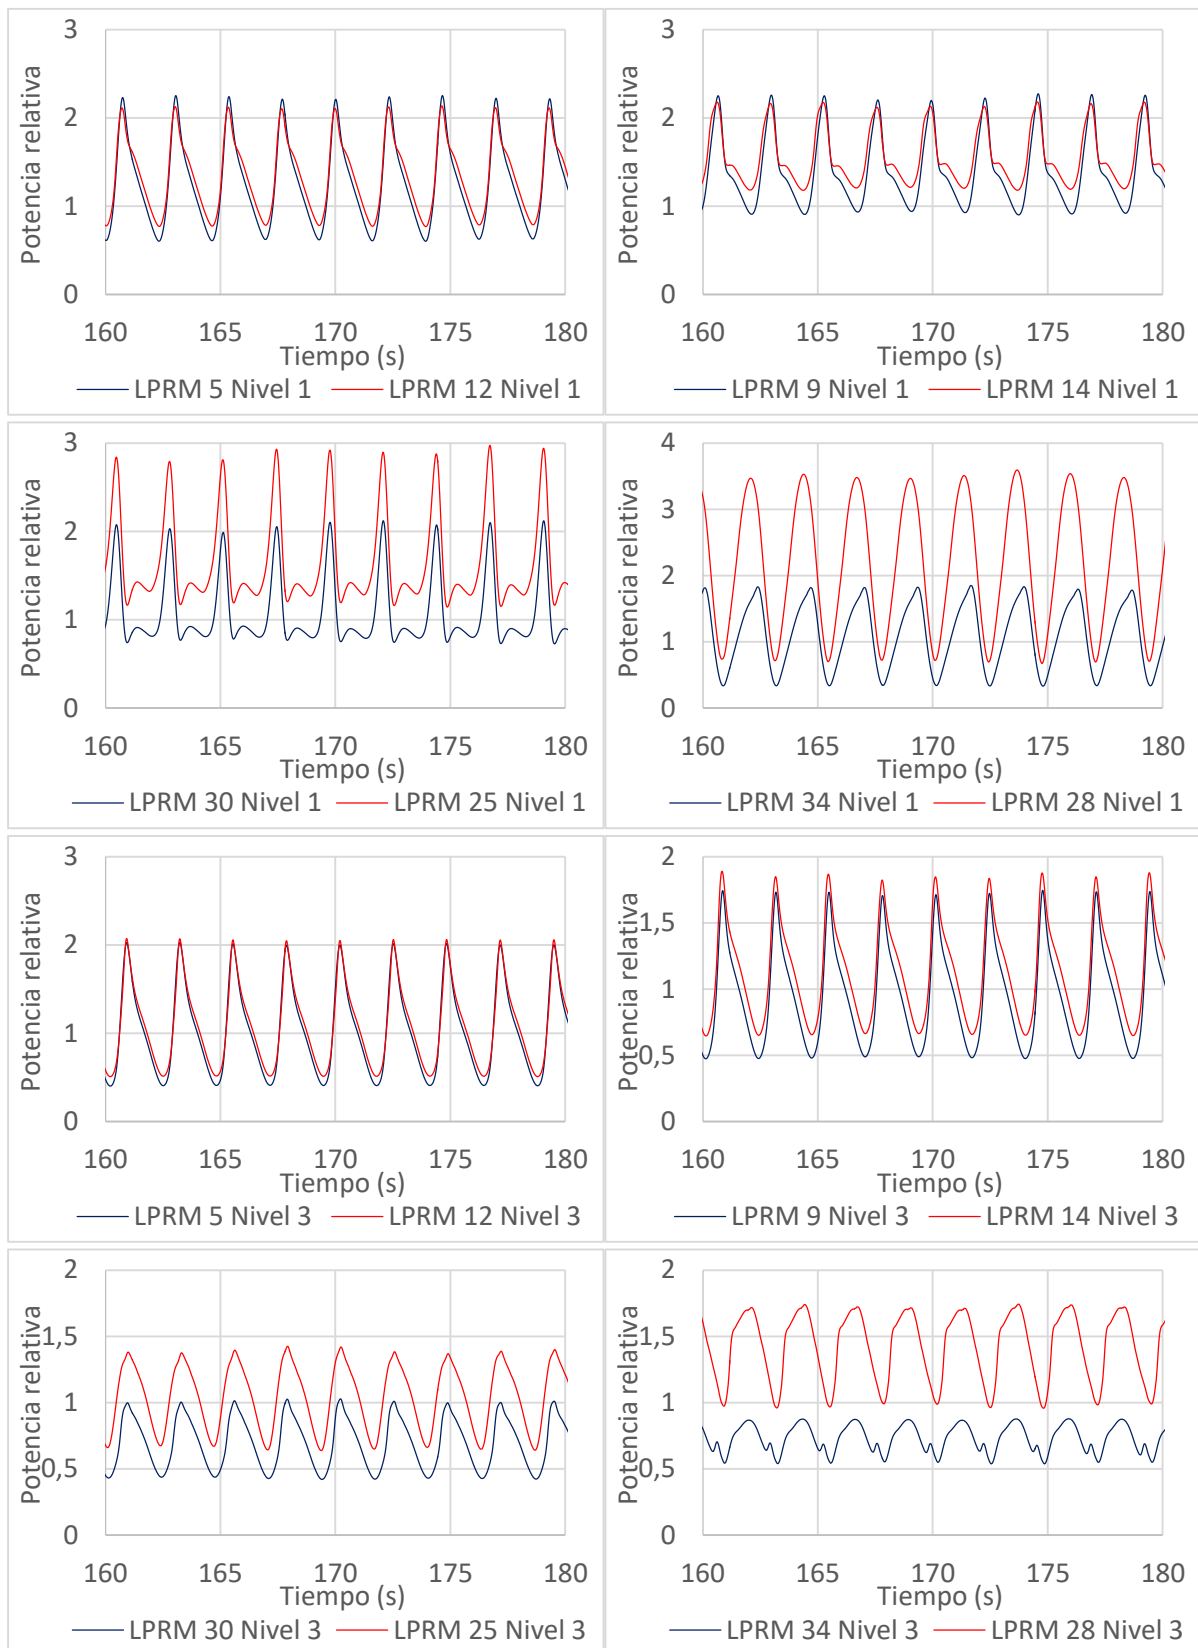 Potencia relativa
3
2
1
0
160 165 170 175 180
Tiempo (s)
LPRM 5 Nivel 1 LPRM 12 Nivel 1
Potencia relativa
3
2
1
0
160 165 170 175 180
Tiempo (s)
LPRM 9 Nivel 1 LPRM 14 Nivel 1
Potencia relativa
3
2
1
0
160 165 170 175 180
Tiempo (s)
LPRM 30 Nivel 1 LPRM 25 Nivel 1
Potencia relativa
4
3
2
1
0
160 165 170 175 180
Tiempo (s)
LPRM 34 Nivel 1 LPRM 28 Nivel 1
Potencia relativa
3
2
1
0
160 165 170 175 180
Tiempo (s)
LPRM 5 Nivel 3 LPRM 12 Nivel 3
Potencia relativa
2
1,5
1
0,5
0
160 165 170 175 180
Tiempo (s)
LPRM 9 Nivel 3 LPRM 14 Nivel 3
Potencia relativa
2
1,5
1
0,5
0
160 165 170 175 180
Tiempo (s)
LPRM 30 Nivel 3 LPRM 25 Nivel 3
Potencia relativa
2
1,5
1
0,5
0
160 165 170 175 180
Tiempo (s)
LPRM 34 Nivel 3 LPRM 28 Nivel 3